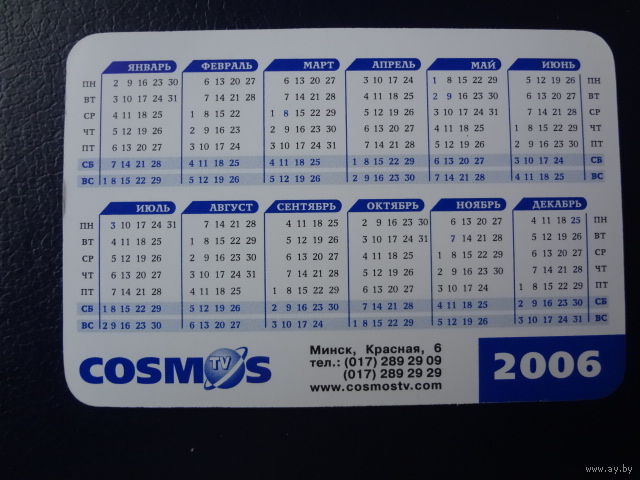 ЯНВАРЬ ФЕВРАЛЬ МАРТ АПРЕЛЬ МАЙ ИЮНЬ
ПН 2 9 16 23 30 6 13 20 27 6 13 20 27 3 10 17 24 1 8 15 22 29 5 12 19 26 ПН
ВТ 3 10 17 24 31 7 14 21 28 7 14 21 28 4 11 18 25 2 9 16 23 30 6 13 20 27 ВТ
СР 4 11 18 25 1 8 15 22 1 8 15 22 29 5 12 19 26 3 10 17 24 31 7 14 21 28 СР
ЧТ 5 12 19 26 2 9 16 23 2 9 16 23 30 6 13 20 27 4 11 18 25 1 8 15 22 29 ЧТ
ПТ 6 13 20 27 3 10 17 24 3 10 17 24 31 7 14 21 28 5 12 19 26 2 9 16 23 30 ПТ
СБ 7 14 21 28 4 11 18 25 4 11 18 25 1 8 15 22 29 6 13 20 27 3 10 17 24 СБ
ВС 1 8 15 22 29 5 12 19 26 5 12 19 26 2 9 16 23 30 7 14 21 28 4 11 18 25 ВС
ИЮЛЬ АВГУСТ СЕНТЯБРЬ ОКТЯБРЬ НОЯБРЬ ДЕКАБРЬ
ПН 3 10 17 24 31 7 14 21 28 4 11 18 25 2 9 16 23 30 6 13 20 27 4 11 18 25 ПН
ВТ 4 11 18 25 1 8 15 22 29 5 12 19 26 3 10 17 24 31 7 14 21 28 5 12 19 26 ВТ
СР 5 12 19 26 2 9 16 23 30 6 13 20 27 4 11 18 25 1 8 15 22 29 6 13 20 27 СР
ЧТ 6 13 20 27 3 10 17 24 31 7 14 21 28 5 12 19 26 2 9 16 23 30 7 14 21 28 ЧТ
ПТ 7 14 21 28 4 11 18 25 1 8 15 22 29 6 13 20 27 3 10 17 24 1 8 15 22 29 ПТ
СБ 1 8 15 22 29 5 12 19 26 2 9 16 23 30 7 14 21 28 4 11 18 25 2 9 16 23 30 СБ
ВС 2 9 16 23 30 6 13 20 27 3 10 17 24 1 8 15 22 29 5 12 19 26 3 10 17 24 31 ВС
COSMOS TV
Минск, Красная, 6
тел.: (017) 289 29 09
(017) 289 29 29
www.cosmostv.com
2006
www.ay.by